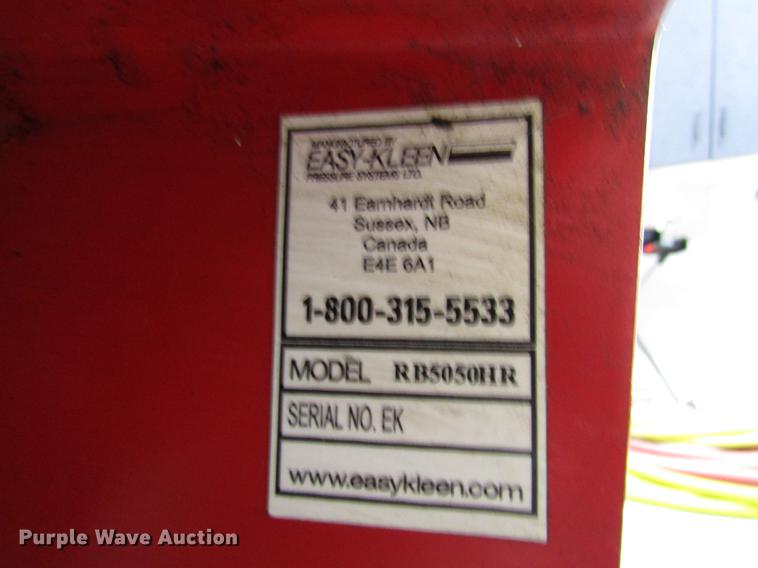 MANUFACTURED BY
EASY-KLEEN
PRESSURE SYSTEMS LTD.
41 Earnhardt Road
Sussex, NB
Canada
E4E 6A1
1-800-315-5533
MODEL RB5050HR
SERIAL NO. EK
www.easykleen.com
Purple Wave Auction